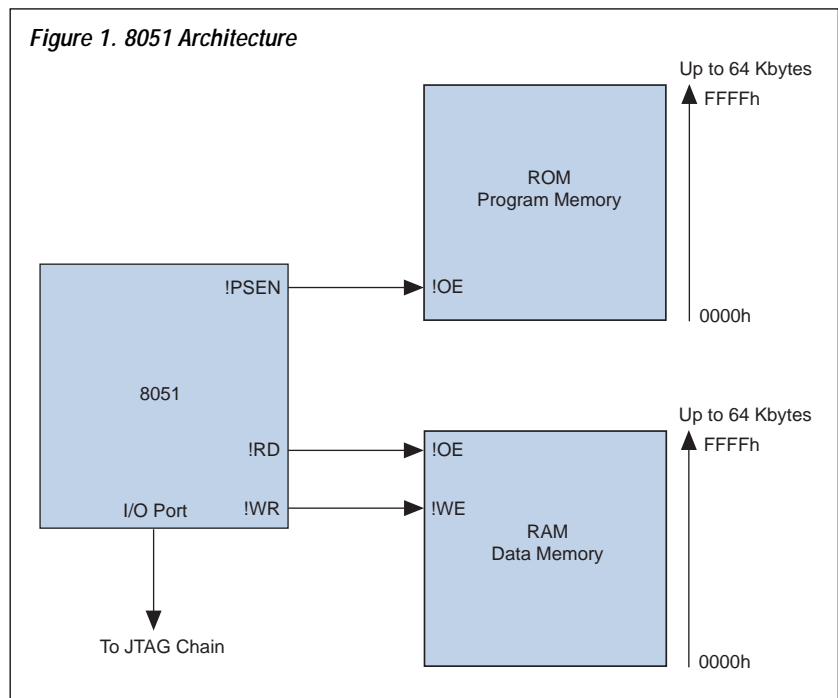 Figure 1. 8051 Architecture
Up to 64 Kbytes
FFFFh
ROM
Program Memory
!PSEN
!OE
0000h
8051
Up to 64 Kbytes
FFFFh
!RD
!OE
I/O Port
!WR
!WE
RAM
Data Memory
To JTAG Chain
0000h